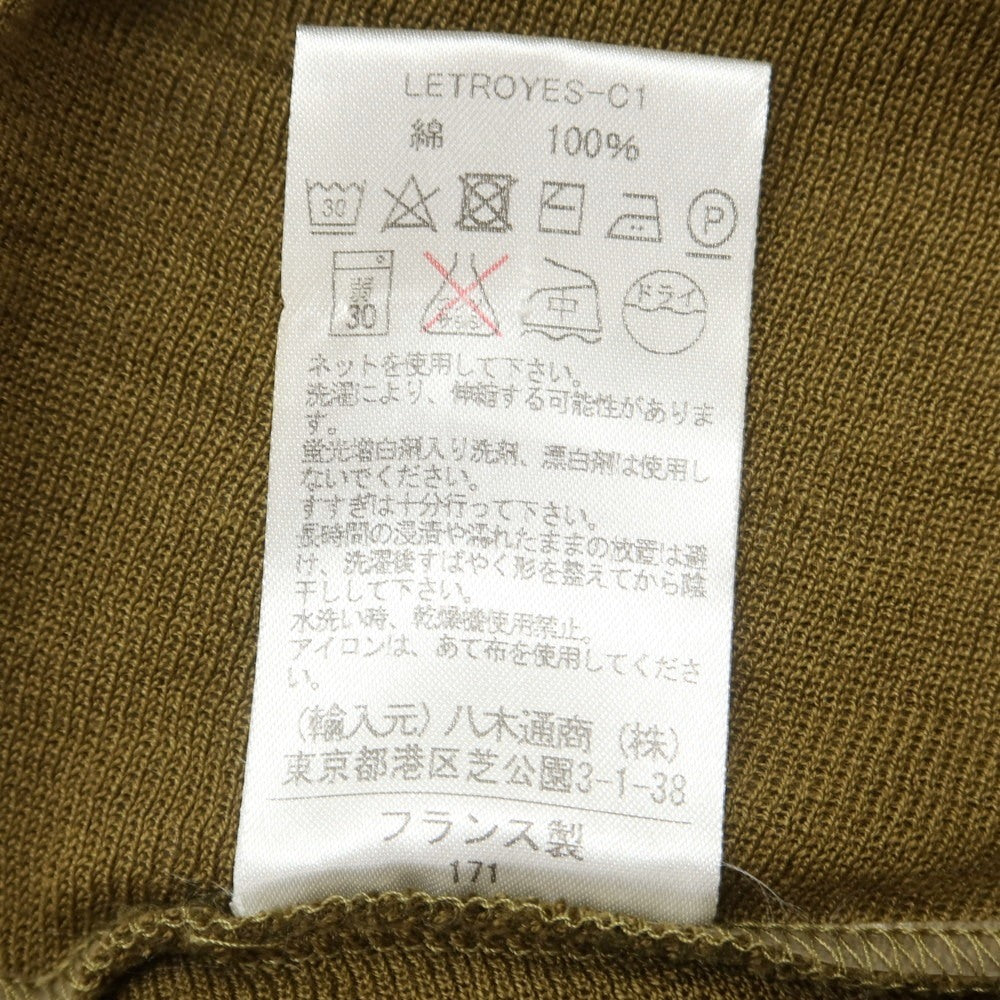 LETROYES-C1
綿 100%
30 P
弱 30 中 ドライ
ネットを使用して下さい。
洗濯により、伸縮する可能性がありま
す。
蛍光増白剤入り洗剤、漂白剤は使用し
ないでください。
すすぎは十分行って下さい。
長時間の浸漬や濡れたままの放置は避
け、洗濯後すばやく形を整えてから陰
干しして下さい。
水洗い時、乾燥機使用禁止。
アイロンは、あて布を使用してくださ
い。
(輸入元) 八木通商 (株)
東京都港区芝公園3-1-38
フランス製
171